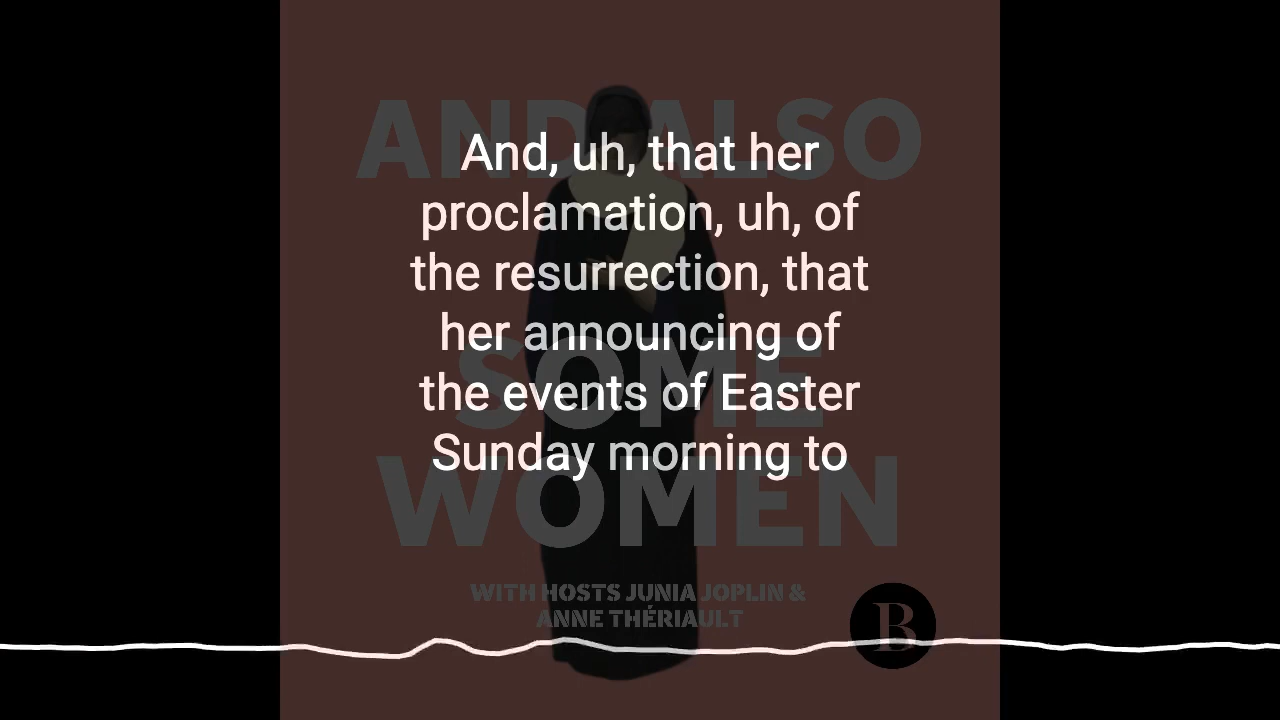 AND ALSO
And, uh, that her
proclamation, uh, of
the resurrection, that
her announcing of
the events of Easter
Sunday morning to
SOME
WOMEN
WITH HOSTS JUNIA JOPLIN &
ANNE THÉRIAULT
B